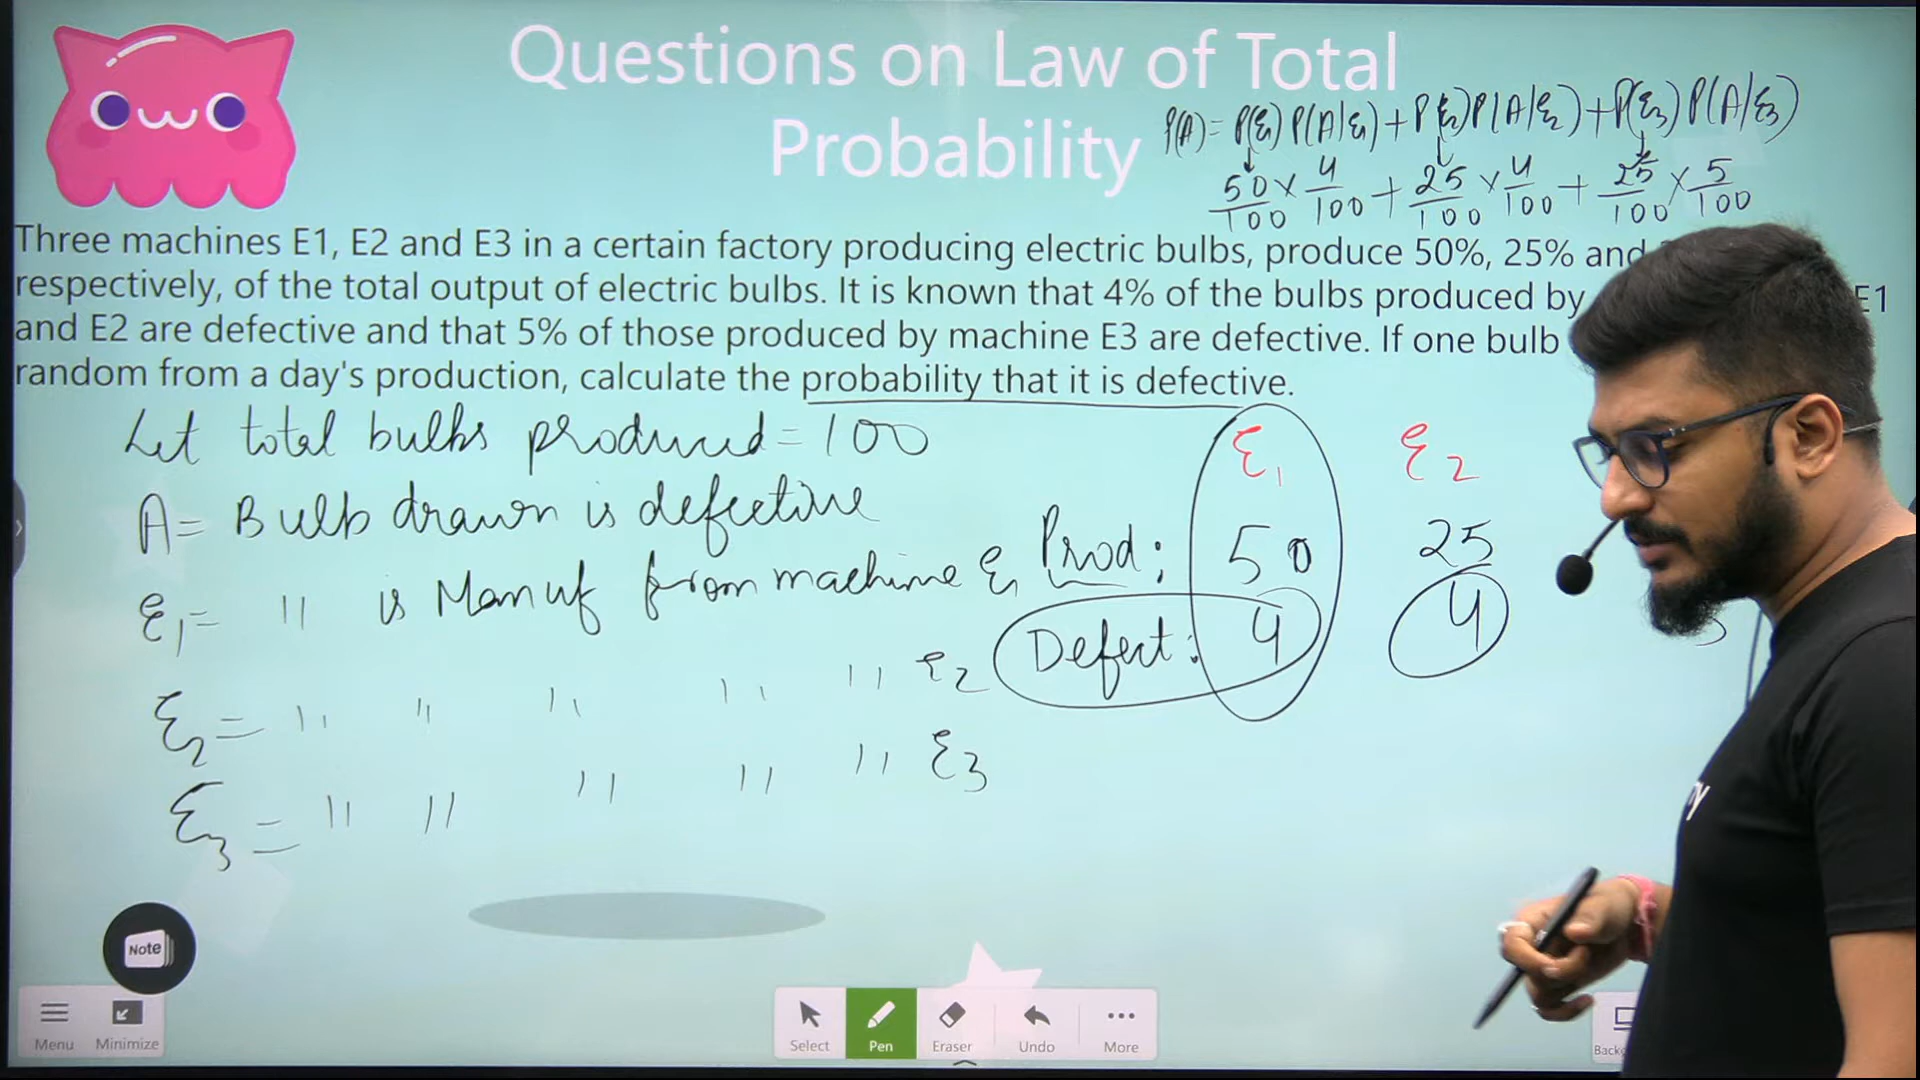 Questions on Law of Total
Probability
P(A) = P(E1) P(A/E1) + P(E2) P(A/E2) + P(E3) P(A/E3)
50/100 × 4/100 + 25/100 × 4/100 + 25/100 × 5/100
Three machines E1, E2 and E3 in a certain factory producing electric bulbs, produce 50%, 25% and
respectively, of the total output of electric bulbs. It is known that 4% of the bulbs produced by E1
and E2 are defective and that 5% of those produced by machine E3 are defective. If one bulb
random from a day's production, calculate the probability that it is defective.
Let total bulbs produced = 100
A = Bulb drawn is defective
E1 = " is Manuf from machine E1
E2 = " " " " " E2
E3 = " " " " " E3
E1 E2
Prod: 50 25
Defect: 4 4
Note
Menu
Minimize
Select
Pen
Eraser
Undo
More